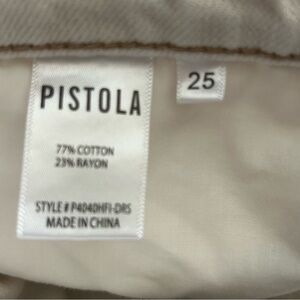 PISTOLA
25
77% COTTON
23% RAYON
STYLE # P4040HFI-DRS
MADE IN CHINA